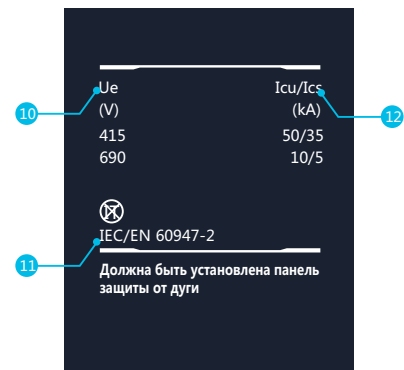 Ue Icu/Ics
(V) (kA)
415 50/35
690 10/5
IT
IEC/EN 60947-2
Должна быть установлена панель
защиты от дуги
10
11
12